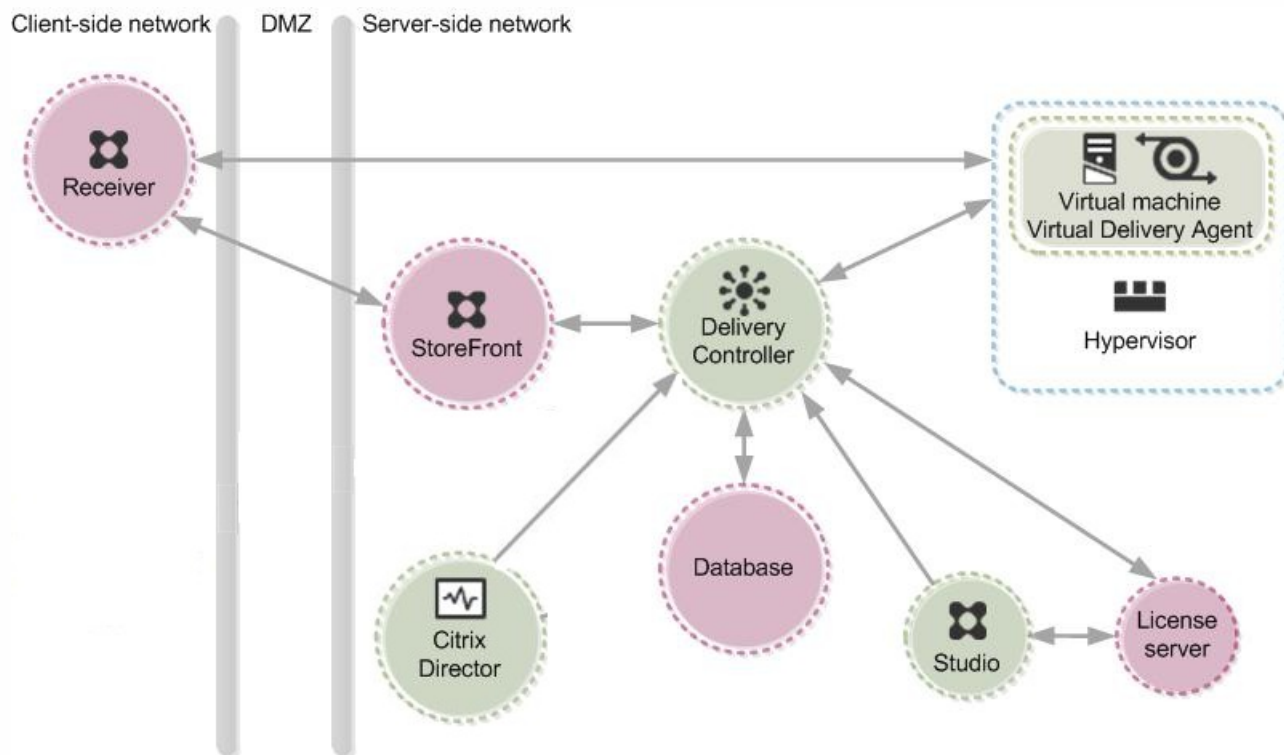 Client-side network
DMZ
Server-side network
Receiver
Virtual machine
Virtual Delivery Agent
StoreFront
Delivery
Controller
Hypervisor
Database
Citrix
Director
Studio
License
server